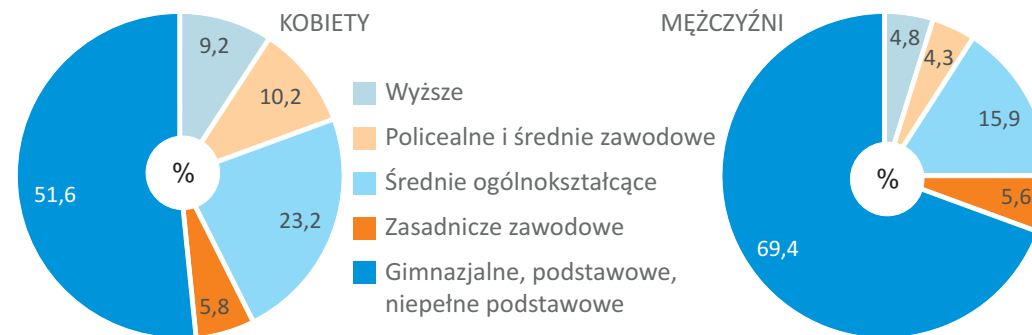 KOBIETY
9,2
10,2
23,2
5,8
51,6
%
Wyższe
Policealne i średnie zawodowe
Średnie ogólnokształcące
Zasadnicze zawodowe
Gimnazjalne, podstawowe,
niepełne podstawowe
MĘŻCZYŹNI
4,8
4,3
15,9
5,6
69,4
%